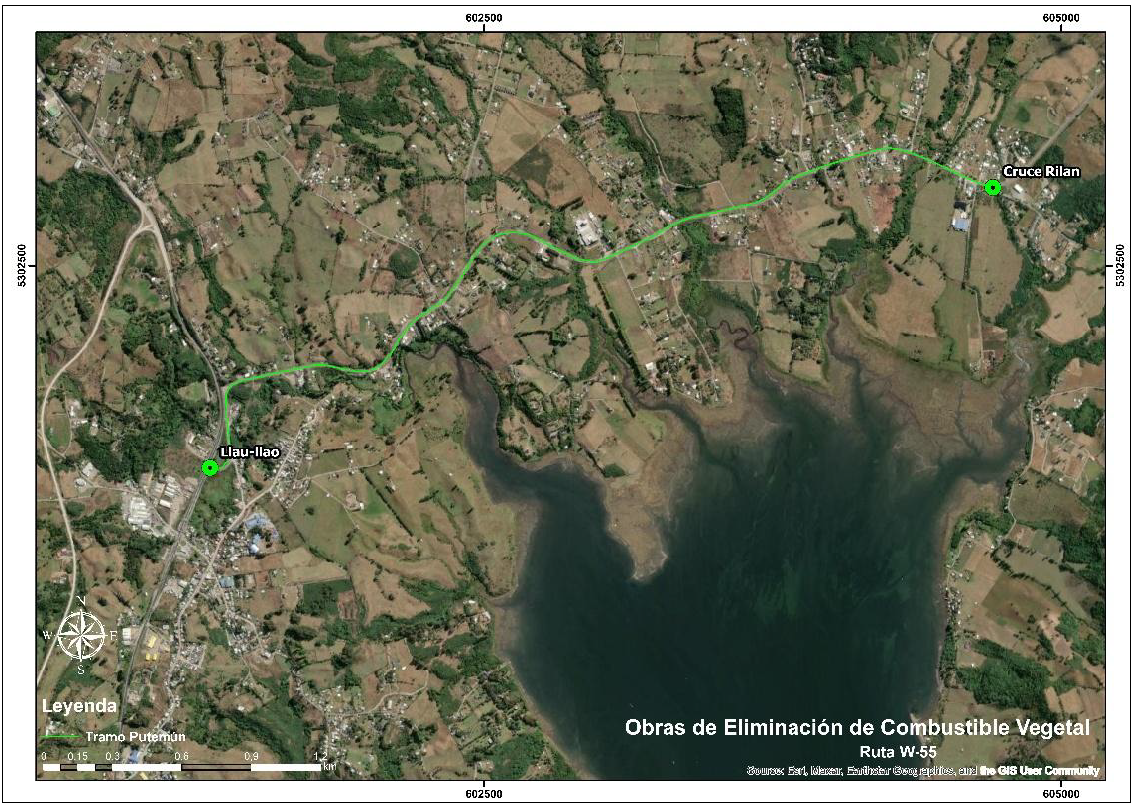 602500
605000
5302500
5302500
Cruce Rilan
Llau-llao
N
W
E
S
Leyenda
Tramo Putemún
0 0.15 0.3 0.6 0.9 1.2
km
Obras de Eliminación de Combustible Vegetal
Ruta W-55
Source: Esri, Maxar, Earthstar Geographics, and the GIS User Community
602500
605000